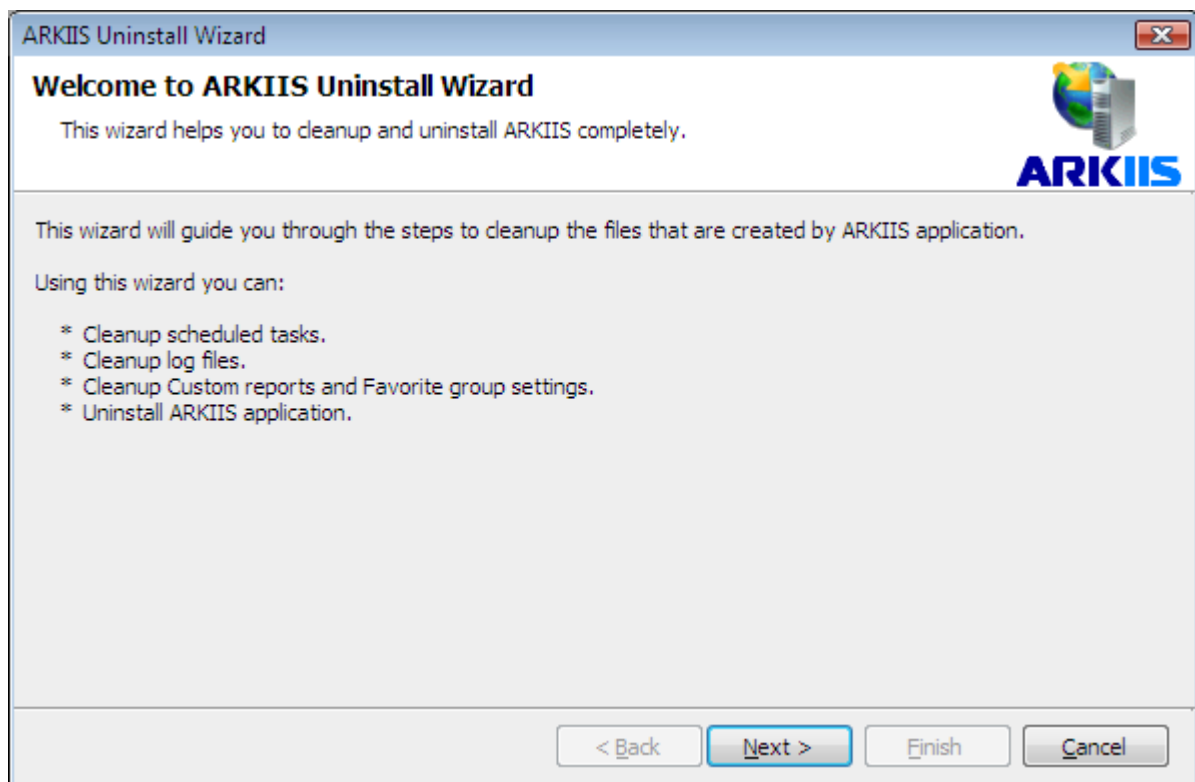 ARKIIS Uninstall Wizard
Welcome to ARKIIS Uninstall Wizard
This wizard helps you to cleanup and uninstall ARKIIS completely.
ARKIIS
This wizard will guide you through the steps to cleanup the files that are created by ARKIIS application.
Using this wizard you can:
* Cleanup scheduled tasks.
* Cleanup log files.
* Cleanup Custom reports and Favorite group settings.
* Uninstall ARKIIS application.
< Back Next > Finish Cancel